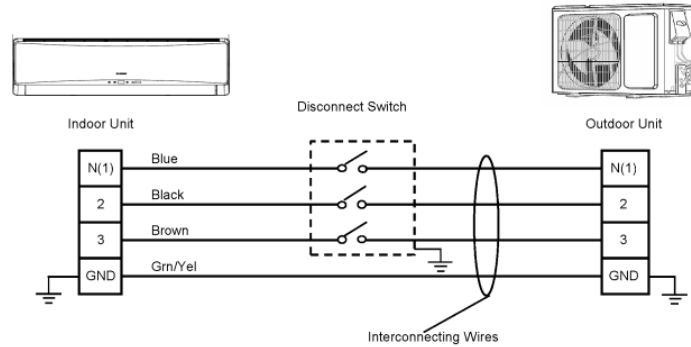 Disconnect Switch
Indoor Unit
Outdoor Unit
N(1)
Blue
N(1)
2
Black
2
3
Brown
3
GND
Grn/Yel
GND
Interconnecting Wires